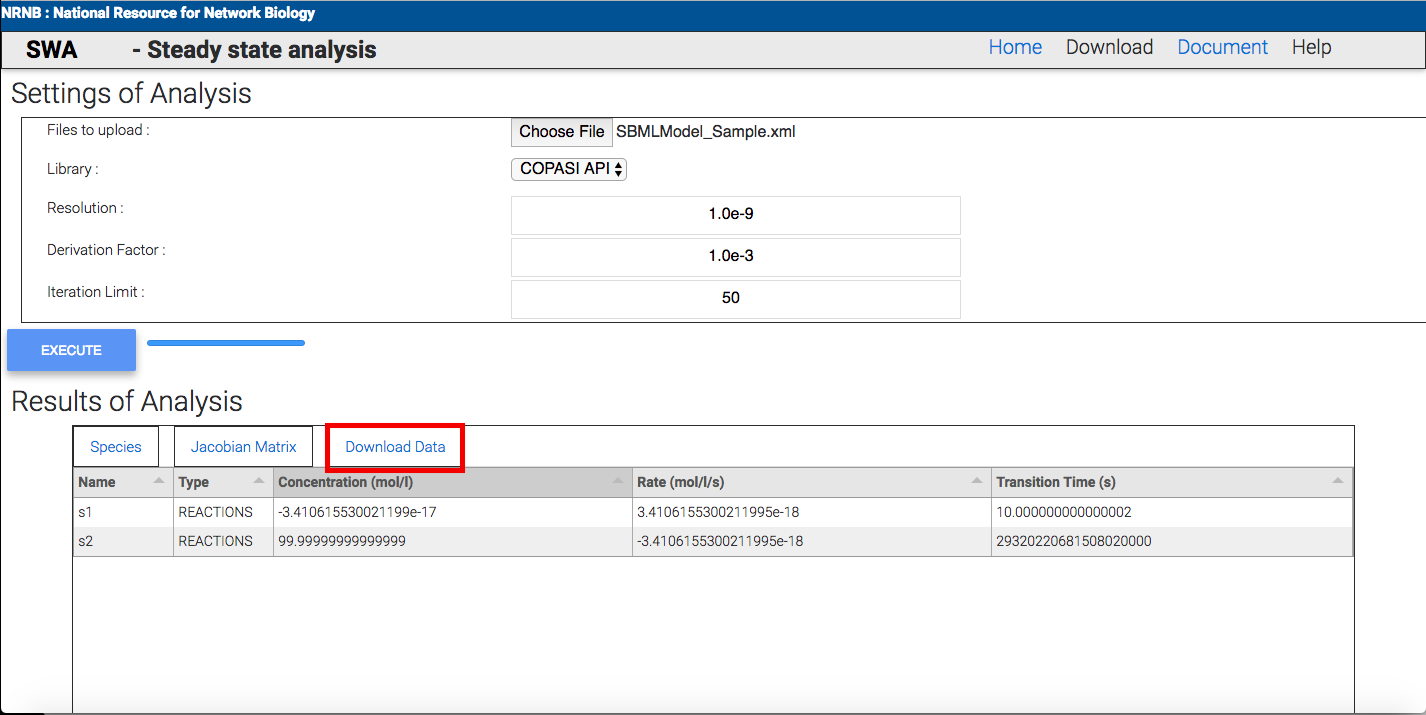 NRNB : National Resource for Network Biology
SWA - Steady state analysis Home Download Document Help
Settings of Analysis
Files to upload : Choose File SBMLModel_Sample.xml
Library : COPASI API
Resolution : 1.0e-9
Derivation Factor : 1.0e-3
Iteration Limit : 50
EXECUTE
Results of Analysis
Species Jacobian Matrix Download Data
Name Type Concentration (mol/l) Rate (mol/l/s) Transition Time (s)
s1 REACTIONS -3.410615530021199e-17 3.4106155300211995e-18 10.000000000000002
s2 REACTIONS 99.99999999999999 -3.4106155300211995e-18 29320220681508020000